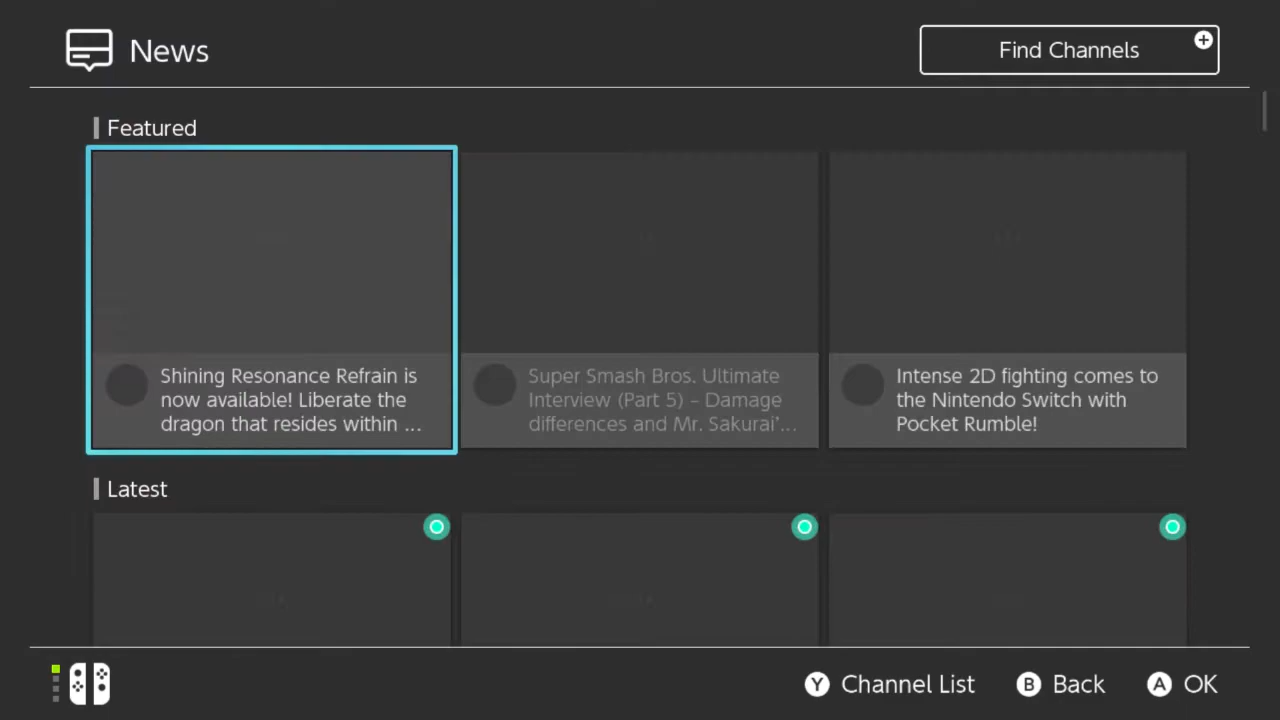 News
Find Channels
Featured
Shining Resonance Refrain is
now available! Liberate the
dragon that resides within ...
Super Smash Bros. Ultimate
Interview (Part 5) – Damage
differences and Mr. Sakurai'...
Intense 2D fighting comes to
the Nintendo Switch with
Pocket Rumble!
Latest
Y Channel List
B Back
A OK